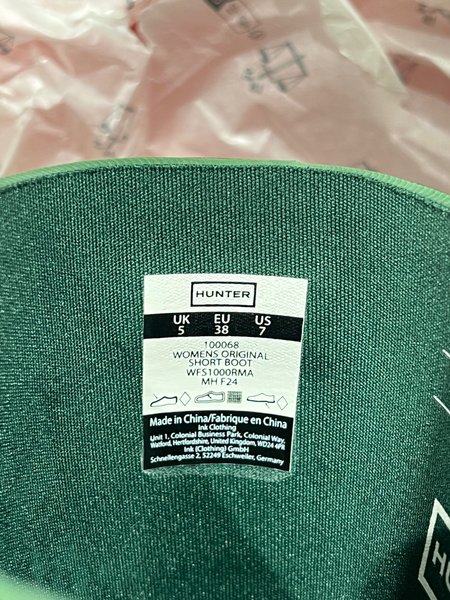 HUNTER
UK EU US
5 38 7
100068
WOMENS ORIGINAL
SHORT BOOT
WFS1000RMA
MH F24
Made in China/Fabrique en China
Ink Clothing
Unit 1, Colonial Business Park, Colonial Way,
Watford, Hertfordshire, United Kingdom, WD24 4PR
Ink (Clothing) GmbH
Schnellengasse 2, 52249 Eschweiler, Germany
HU